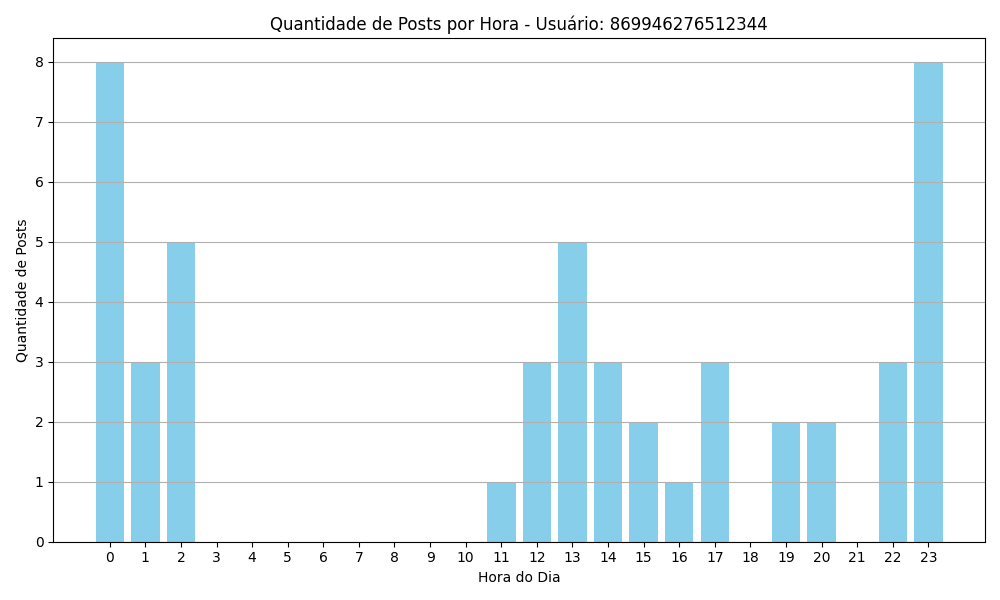 Quantidade de Posts por Hora - Usuário: 869946276512344
Quantidade de Posts
8
7
6
5
4
3
2
1
0
0 1 2 3 4 5 6 7 8 9 10 11 12 13 14 15 16 17 18 19 20 21 22 23
Hora do Dia